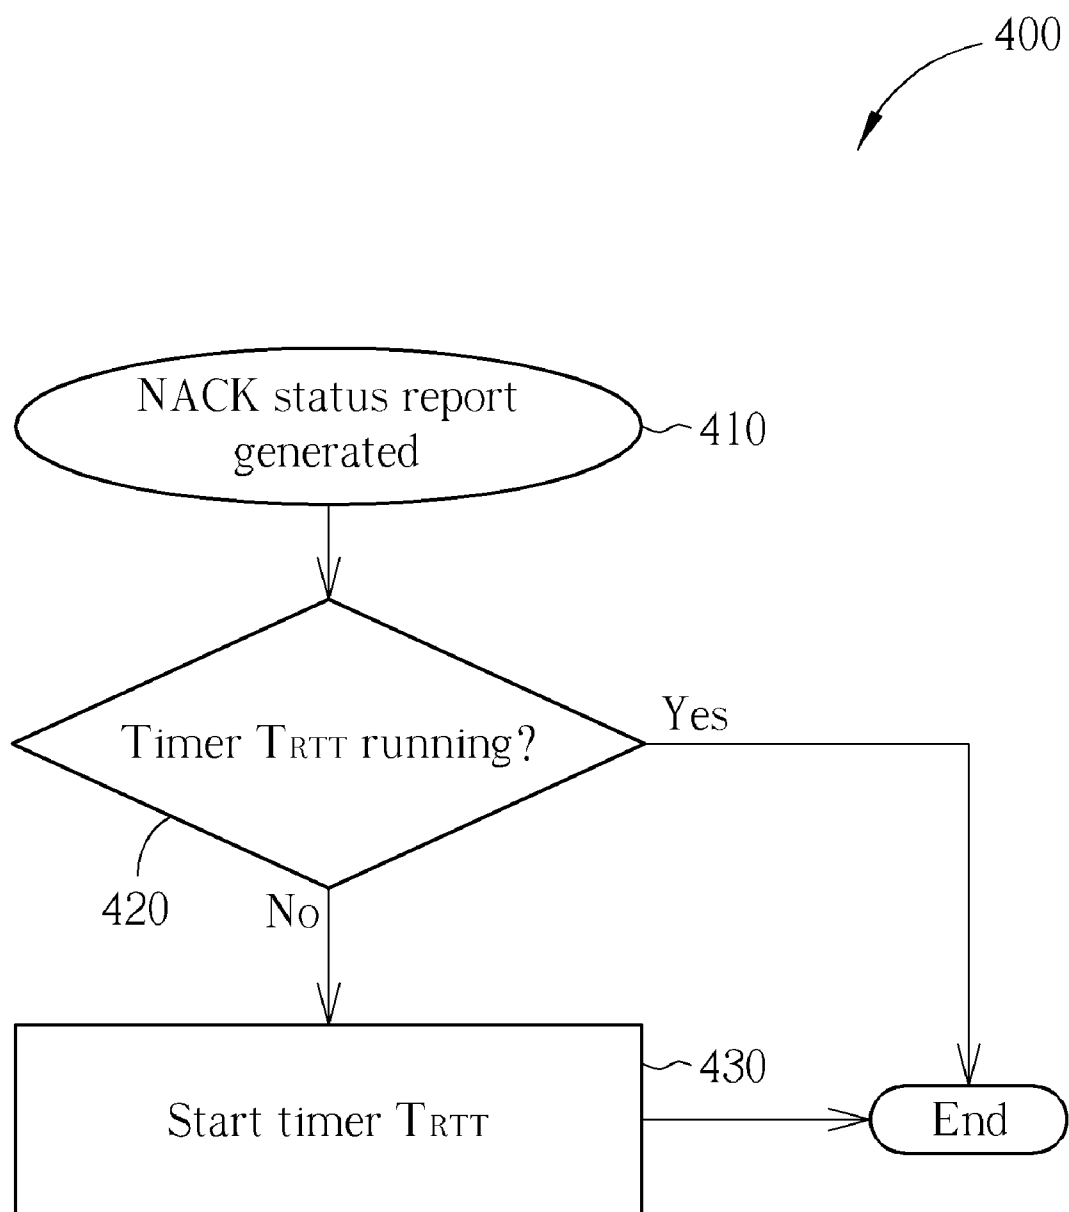 400
NACK status report
generated
410
Timer TRTT running?
Yes
420
No
430
Start timer TRTT
End